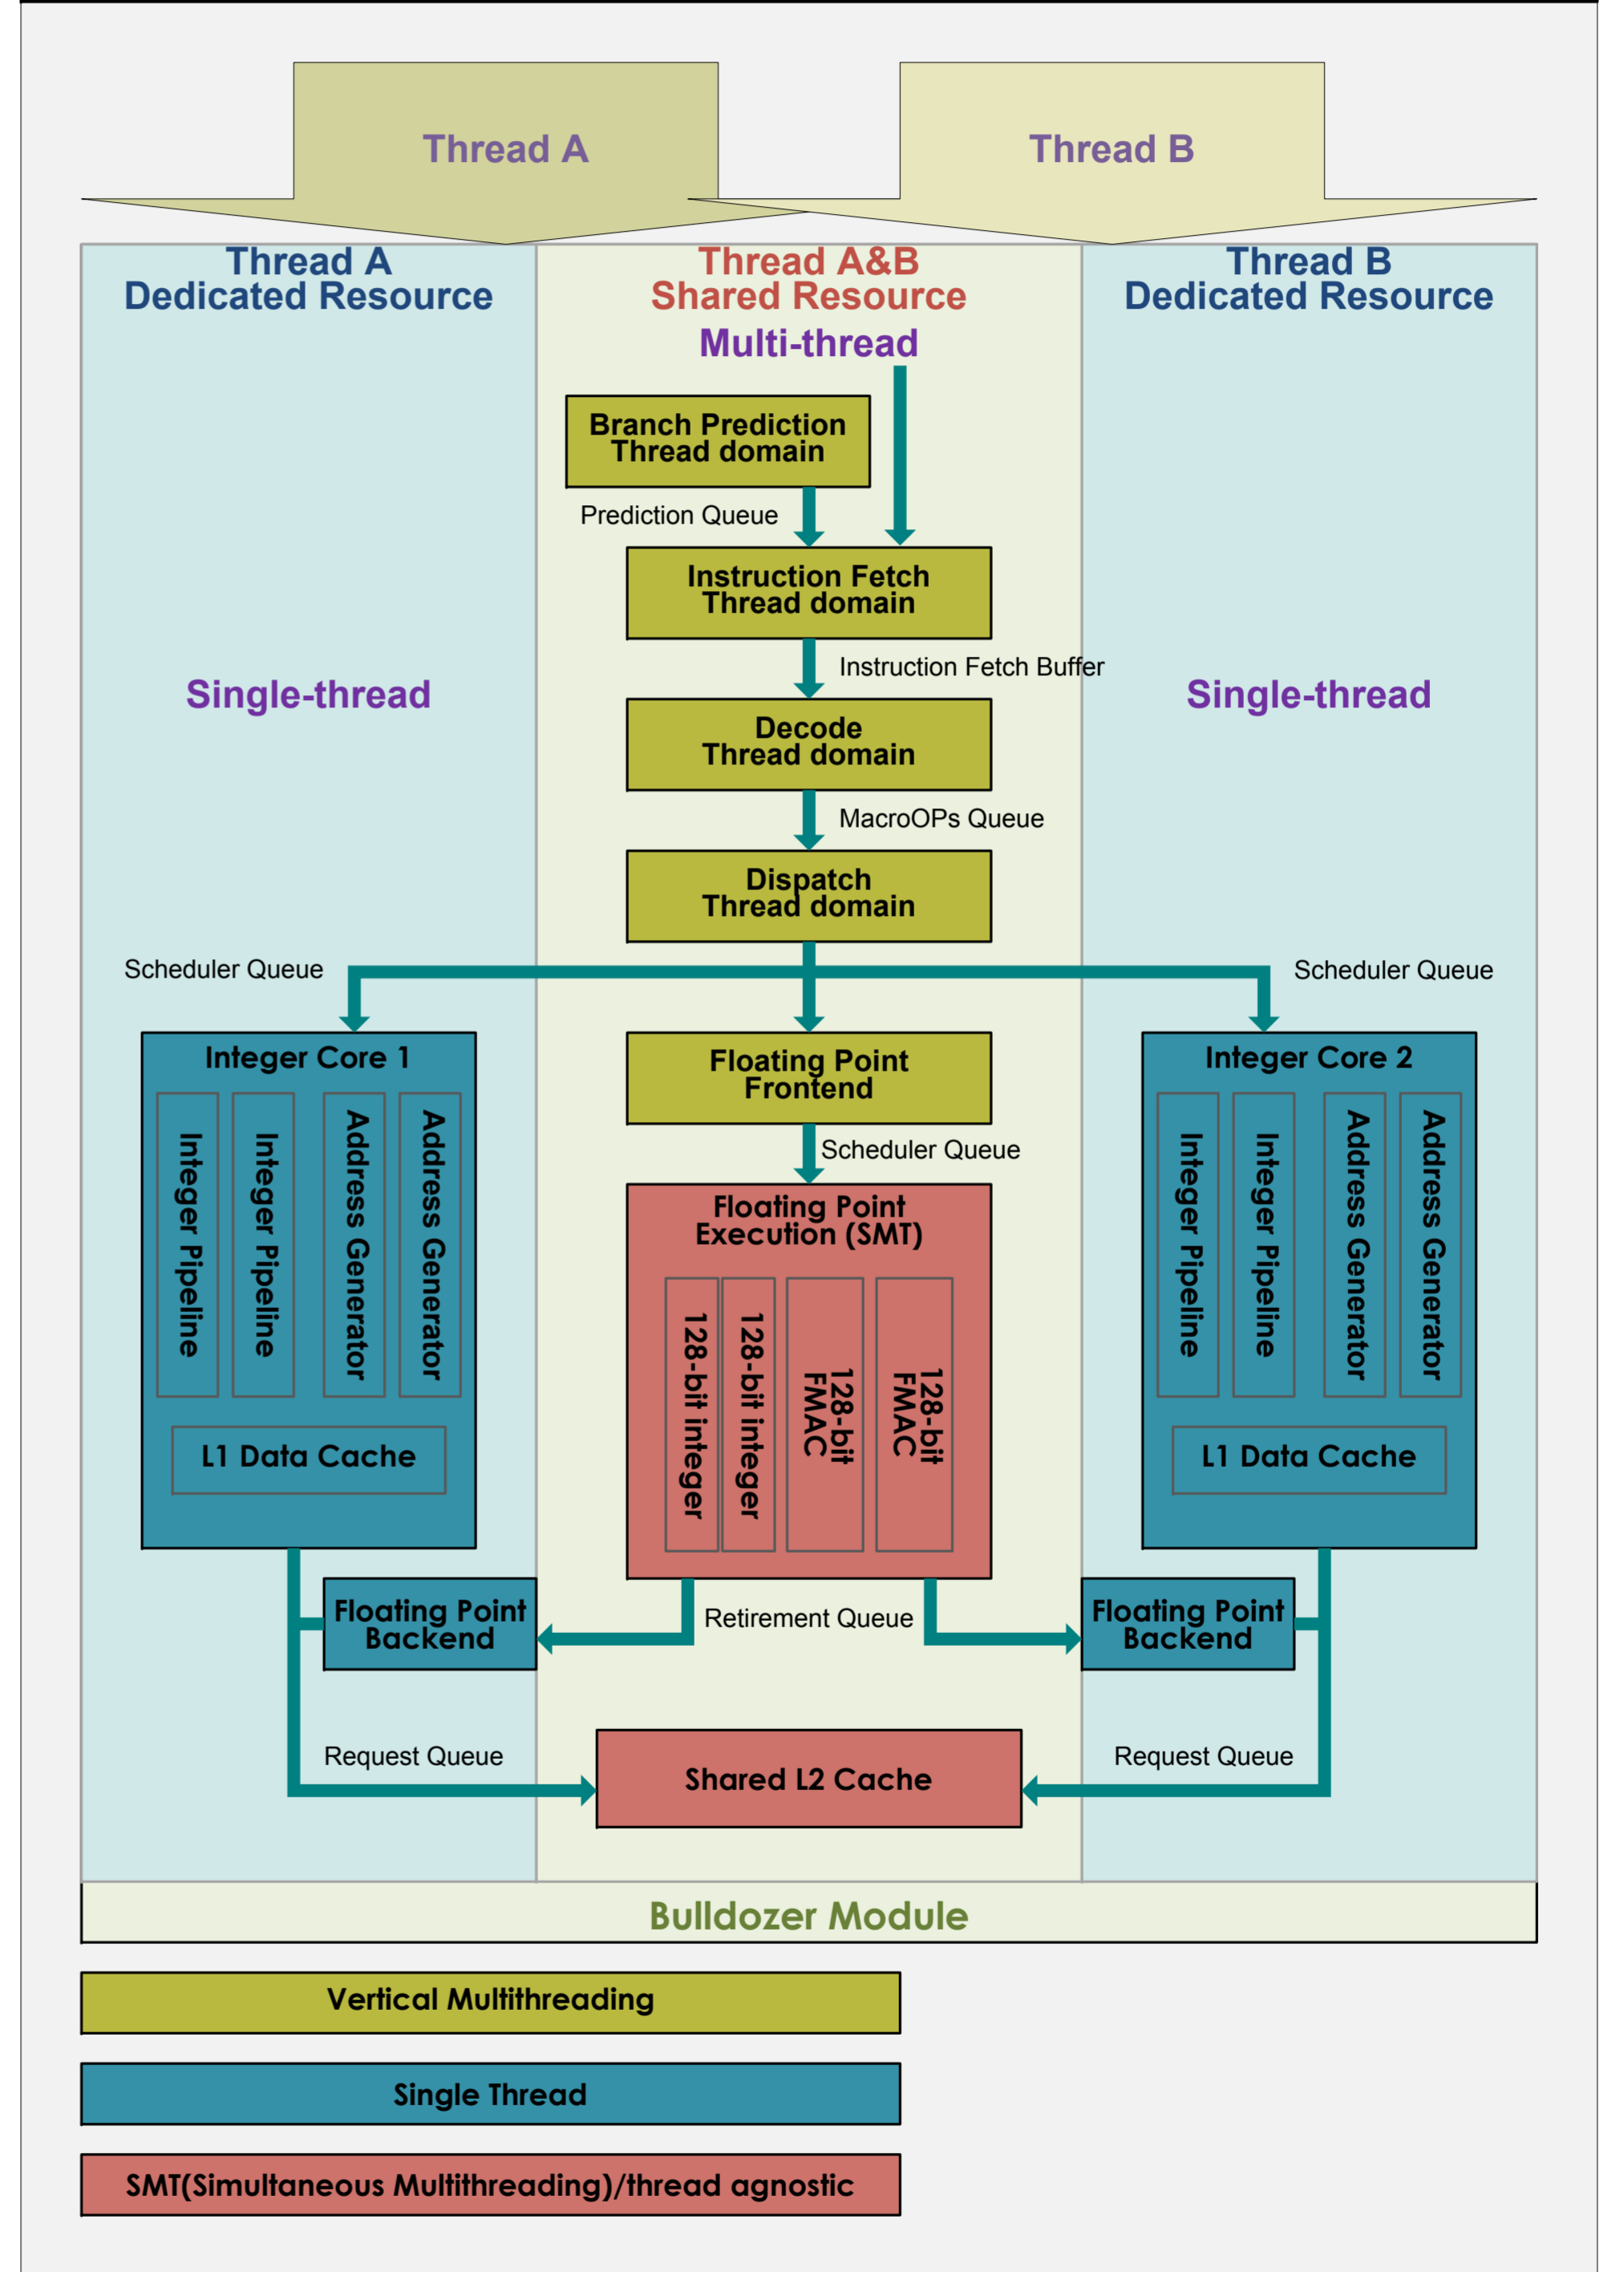 Thread A
Thread B
Thread A
Dedicated Resource
Thread A&B
Shared Resource
Thread B
Dedicated Resource
Multi-thread
Branch Prediction
Thread domain
Prediction Queue
Instruction Fetch
Thread domain
Instruction Fetch Buffer
Single-thread
Single-thread
Decode
Thread domain
MacroOPs Queue
Dispatch
Thread domain
Scheduler Queue
Scheduler Queue
Integer Core 1
Integer Pipeline
Integer Pipeline
Address Generator
Address Generator
L1 Data Cache
Floating Point
Frontend
Scheduler Queue
Floating Point
Execution (SMT)
128-bit integer
128-bit integer
128-bit
FMAC
128-bit
FMAC
Integer Core 2
Integer Pipeline
Integer Pipeline
Address Generator
Address Generator
L1 Data Cache
Floating Point
Backend
Retirement Queue
Floating Point
Backend
Request Queue
Shared L2 Cache
Request Queue
Bulldozer Module
Vertical Multithreading
Single Thread
SMT(Simultaneous Multithreading)/thread agnostic